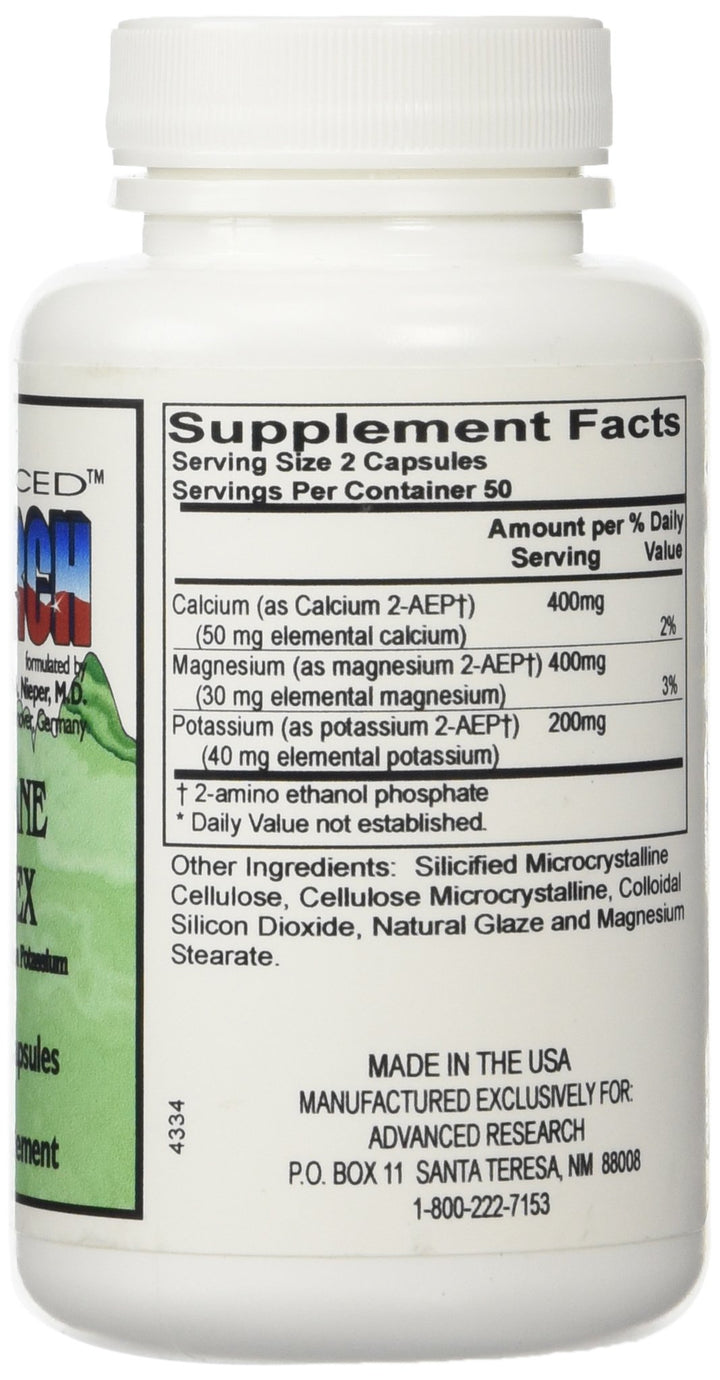 CED™
RCH
formulated by
Nieper, M.D.
Germany
NE
EX
Potassium
psules
ement
Supplement Facts
Serving Size 2 Capsules
Servings Per Container 50
Amount per % Daily
Serving Value
Calcium (as Calcium 2-AEP†) 400mg
(50 mg elemental calcium) 2%
Magnesium (as magnesium 2-AEP†) 400mg
(30 mg elemental magnesium) 3%
Potassium (as potassium 2-AEP†) 200mg
(40 mg elemental potassium)
† 2-amino ethanol phosphate
* Daily Value not established.
Other Ingredients: Silicified Microcrystalline
Cellulose, Cellulose Microcrystalline, Colloidal
Silicon Dioxide, Natural Glaze and Magnesium
Stearate.
4334
MADE IN THE USA
MANUFACTURED EXCLUSIVELY FOR:
ADVANCED RESEARCH
P.O. BOX 11 SANTA TERESA, NM 88008
1-800-222-7153